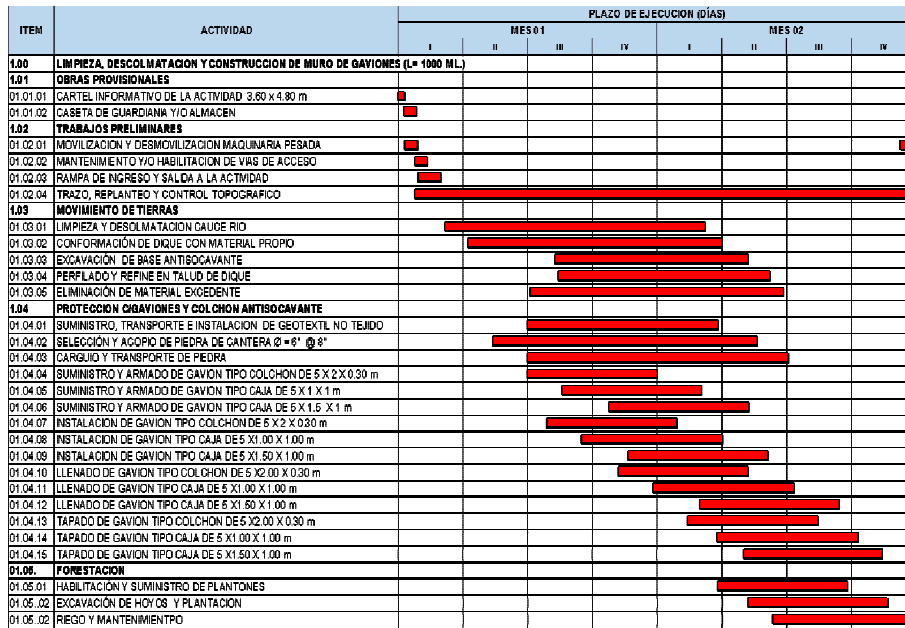 ITEM ACTIVIDAD PLAZO DE EJECUCION (DÍAS)
MES 01 MES 02
I II III IV I II III IV
1.00 LIMPIEZA, DESCOLMATACION Y CONSTRUCCION DE MURO DE GAVIONES (L= 1000 ML.)
1.01 OBRAS PROVISIONALES
01.01.01 CARTEL INFORMATIVO DE LA ACTIVIDAD 3.60 x 4.80 m
01.01.02 CASETA DE GUARDIANIA Y/O ALMACEN
1.02 TRABAJOS PRELIMINARES
01.02.01 MOVILIZACION Y DESMOVILIZACION MAQUINARIA PESADA
01.02.02 MANTENIMIENTO Y/O HABILITACION DE VIAS DE ACCESO
01.02.03 RAMPA DE INGRESO Y SALIDA A LA ACTIVIDAD
01.02.04 TRAZO, REPLANTEO Y CONTROL TOPOGRAFICO
1.03 MOVIMIENTO DE TIERRAS
01.03.01 LIMPIEZA Y DESOLMATACION CAUCE RIO
01.03.02 CONFORMACIÓN DE DIQUE CON MATERIAL PROPIO
01.03.03 EXCAVACIÓN DE BASE ANTISOCAVANTE
01.03.04 PERFILADO Y REFINE EN TALUD DE DIQUE
01.03.05 ELIMINACIÓN DE MATERIAL EXCEDENTE
1.04 PROTECCION C/GAVIONES Y COLCHON ANTISOCAVANTE
01.04.01 SUMINISTRO, TRANSPORTE E INSTALACION DE GEOTEXTIL NO TEJIDO
01.04.02 SELECCIÓN Y ACOPIO DE PIEDRA DE CANTERA Ø = 6" @ 8"
01.04.03 CARGUIO Y TRANSPORTE DE PIEDRA
01.04.04 SUMINISTRO Y ARMADO DE GAVION TIPO COLCHON DE 5 X 2 X 0.30 m
01.04.05 SUMINISTRO Y ARMADO DE GAVION TIPO CAJA DE 5 X 1 X 1 m
01.04.06 SUMINISTRO Y ARMADO DE GAVION TIPO CAJA DE 5 X 1.5 X 1 m
01.04.07 INSTALACION DE GAVION TIPO COLCHON DE 5 X 2 X 0.30 m
01.04.08 INSTALACION DE GAVION TIPO CAJA DE 5 X1.00 X 1.00 m
01.04.09 INSTALACION DE GAVION TIPO CAJA DE 5 X1.50 X 1.00 m
01.04.10 LLENADO DE GAVION TIPO COLCHON DE 5 X2.00 X 0.30 m
01.04.11 LLENADO DE GAVION TIPO CAJA DE 5 X1.00 X 1.00 m
01.04.12 LLENADO DE GAVION TIPO CAJA DE 5 X1.50 X 1.00 m
01.04.13 TAPADO DE GAVION TIPO COLCHON DE 5 X2.00 X 0.30 m
01.04.14 TAPADO DE GAVION TIPO CAJA DE 5 X1.00 X 1.00 m
01.04.15 TAPADO DE GAVION TIPO CAJA DE 5 X1.50 X 1.00 m
01.05. FORESTACION
01.05.01 HABILITACIÓN Y SUMINISTRO DE PLANTONES
01.05..02 EXCAVACIÓN DE HOYOS Y PLANTACION
01.05..02 RIEGO Y MANTENIMIENTPO